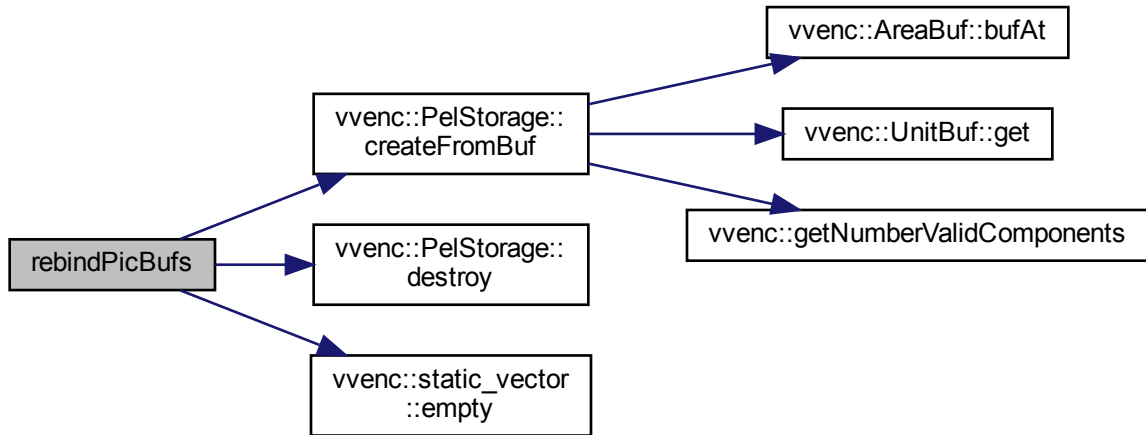 rebindPicBufs
vvenc::PelStorage::
createFromBuf
vvenc::PelStorage::
destroy
vvenc::static_vector
::empty
vvenc::AreaBuf::bufAt
vvenc::UnitBuf::get
vvenc::getNumberValidComponents